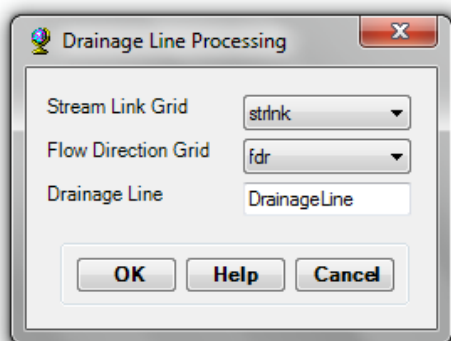 Drainage Line Processing
Stream Link Grid strlnk
Flow Direction Grid fdr
Drainage Line DrainageLine
OK Help Cancel